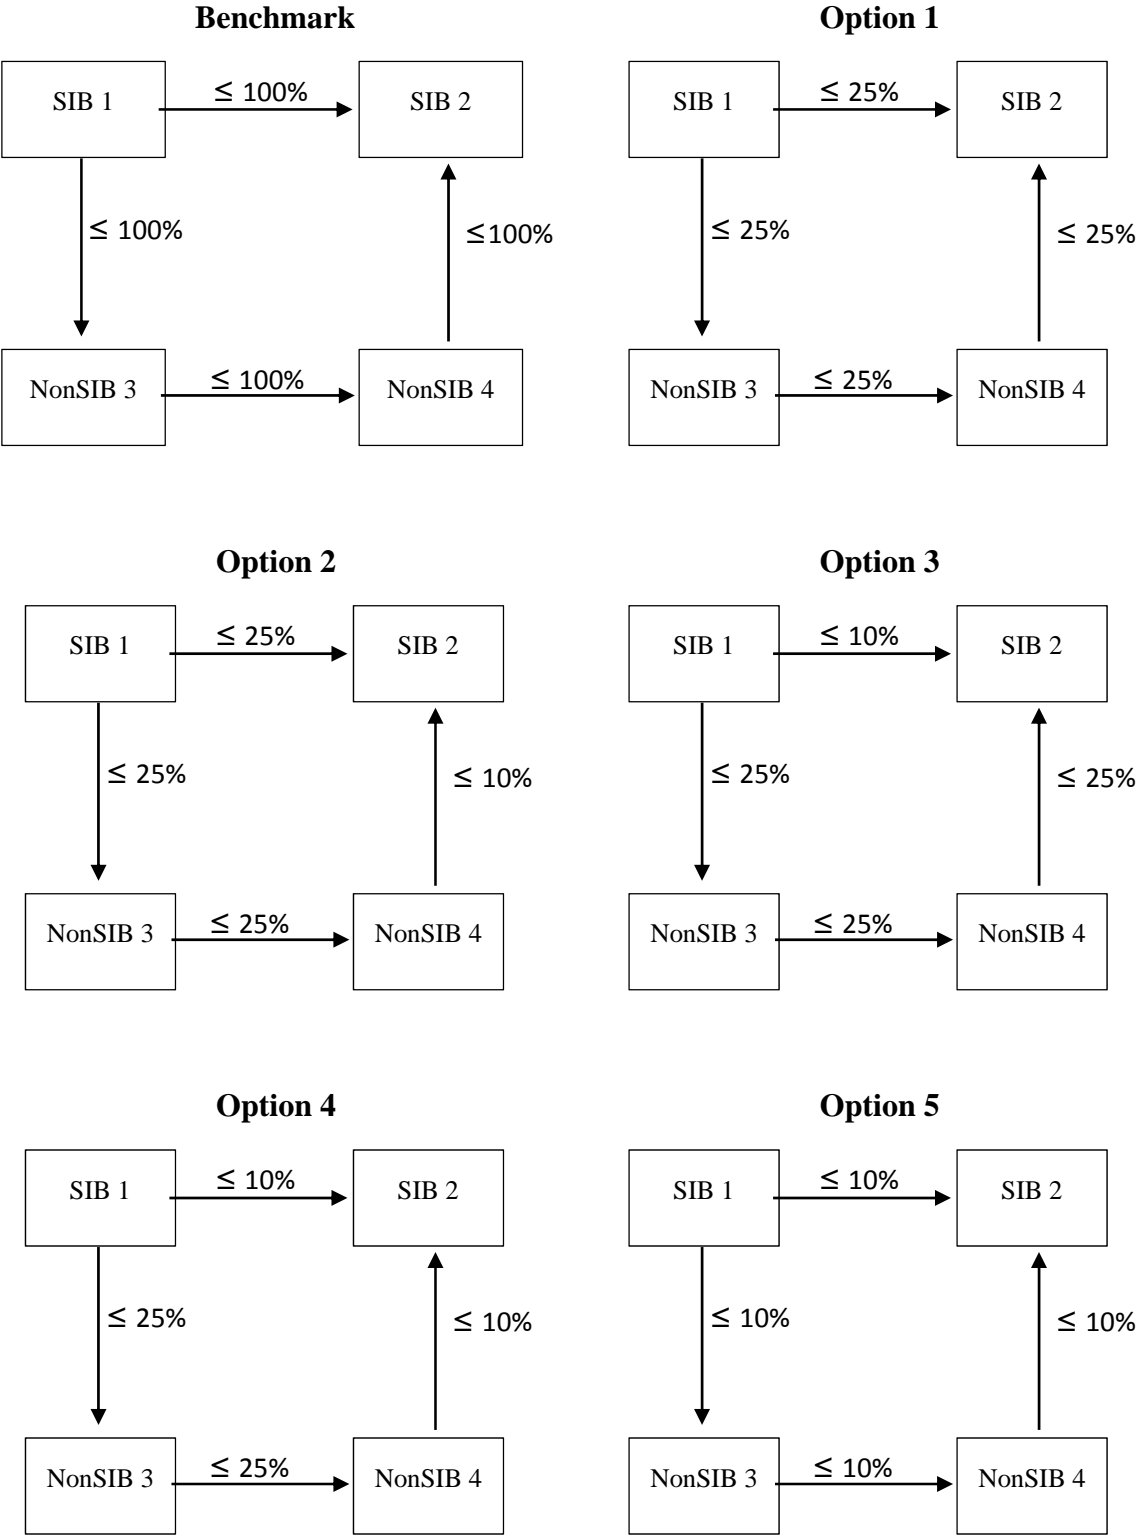 Benchmark
SIB 1
≤ 100%
SIB 2
≤ 100%
≤100%
NonSIB 3
≤ 100%
NonSIB 4
Option 1
SIB 1
≤ 25%
SIB 2
≤ 25%
≤ 25%
NonSIB 3
≤ 25%
NonSIB 4
Option 2
SIB 1
≤ 25%
SIB 2
≤ 25%
≤ 10%
NonSIB 3
≤ 25%
NonSIB 4
Option 3
SIB 1
≤ 10%
SIB 2
≤ 25%
≤ 25%
NonSIB 3
≤ 25%
NonSIB 4
Option 4
SIB 1
≤ 10%
SIB 2
≤ 25%
≤ 10%
NonSIB 3
≤ 25%
NonSIB 4
Option 5
SIB 1
≤ 10%
SIB 2
≤ 10%
≤ 10%
NonSIB 3
≤ 10%
NonSIB 4